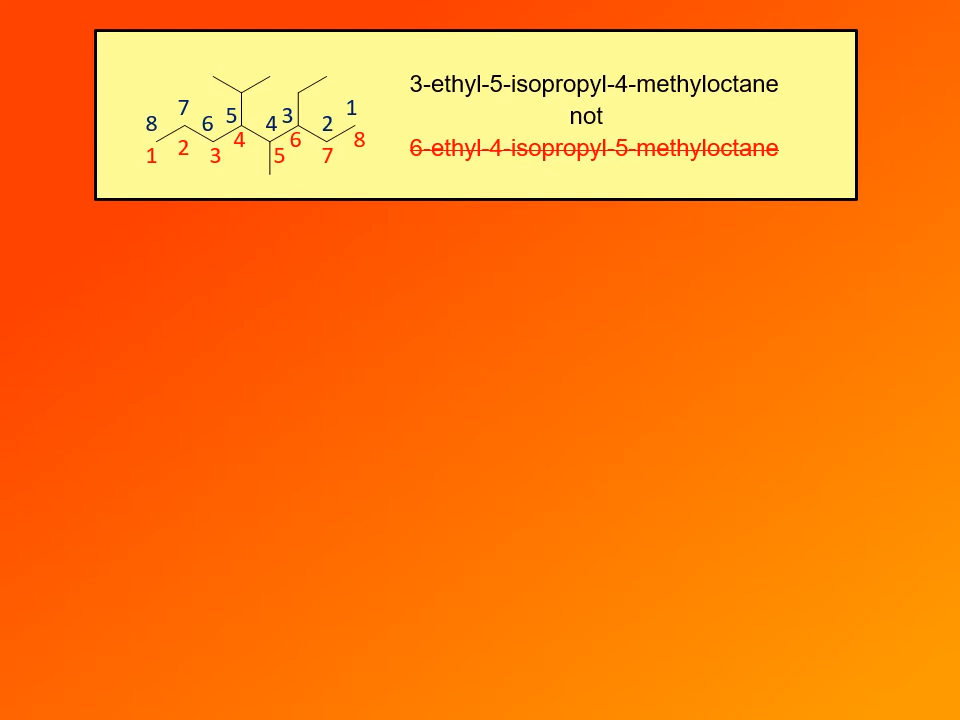 8 7 6 5 4 3 2 1
1 2 3 4 5 6 7 8
3-ethyl-5-isopropyl-4-methyloctane
not
6-ethyl-4-isopropyl-5-methyloctane